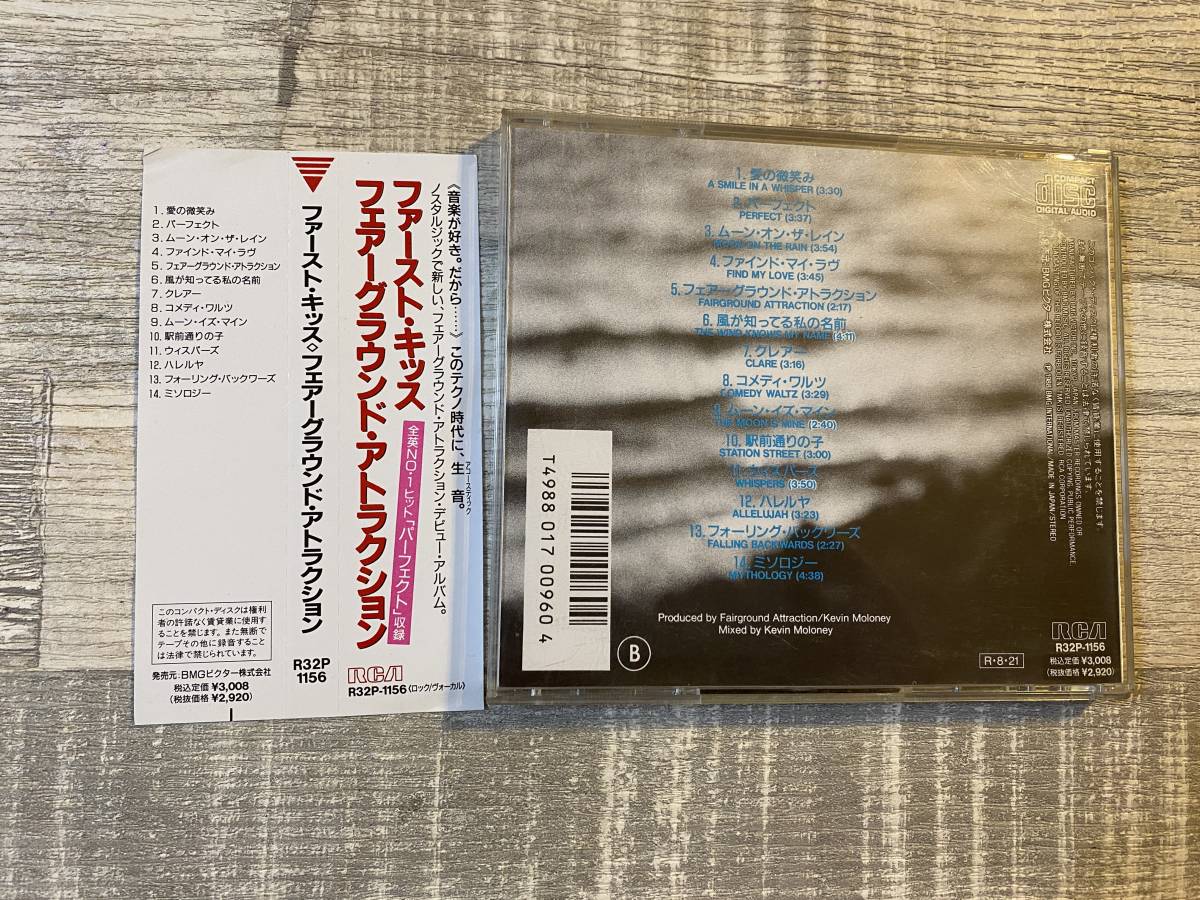 1. 愛の微笑み
2. パーフェクト
3. ムーン・オン・ザ・レイン
4. ファインド・マイ・ラヴ
5. フェアーグラウンド・アトラクション
6. 風が知ってる私の名前
7. クレアー
8. コメディ・ワルツ
9. ムーン・イズ・マイン
10. 駅前通りの子
11. ウィスパーズ
12. ハレルヤ
13. フォーリング・バックワーズ
14. ミソロジー
このコンパクト・ディスクは権利
者の許諾なく賃貸業に使用す
ることを禁じます。また無断で
テープその他に録音すること
は法律で禁じられています。
発売元:BMGビクター株式会社
税込定価 ¥3,008
(税抜価格 ¥2,920)
ファースト・キッス◇フェアーグラウンド・アトラクション
R32P
1156
《音楽が好き。だから……》このテクノ時代に、生音。
アコースティック
ノスタルジックで新しい、フェアーグラウンド・アトラクション・デビュー・アルバム。
ファースト・キッス
フェアーグラウンド・アトラクション
全英NO.1ヒット「パーフェクト」収録
RCA
R32P-1156〈ロック/ヴォーカル〉
1. 愛の微笑み
A SMILE IN A WHISPER (3:30)
2. パーフェクト
PERFECT (3:37)
3. ムーン・オン・ザ・レイン
MOON ON THE RAIN (3:54)
4. ファインド・マイ・ラヴ
FIND MY LOVE (3:45)
5. フェアーグラウンド・アトラクション
FAIRGROUND ATTRACTION (2:17)
6. 風が知ってる私の名前
THE WIND KNOWS MY NAME (4:11)
7. クレアー
CLARE (3:16)
8. コメディ・ワルツ
COMEDY WALTZ (3:29)
9. ムーン・イズ・マイン
THE MOON IS MINE (2:40)
10. 駅前通りの子
STATION STREET (3:00)
11. ウィスパーズ
WHISPERS (3:50)
12. ハレルヤ
ALLELUJAH (3:23)
13. フォーリング・バックワーズ
FALLING BACKWARDS (2:27)
14. ミソロジー
MYTHOLOGY (4:38)
T4988 017 00960 4
Produced by Fairground Attraction/Kevin Moloney
Mixed by Kevin Moloney
B
R・8・21
COMPACT
disc
DIGITAL AUDIO
RCA
R32P-1156
税込定価 ¥3,008
(税抜価格 ¥2,920)